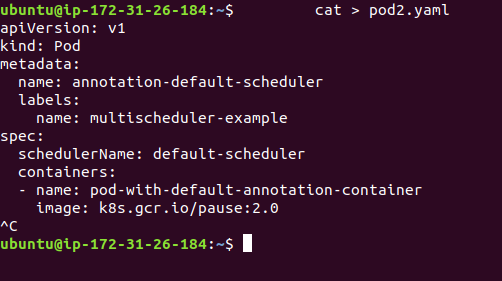 ubuntu@ip-172-31-26-184:~$        cat > pod2.yaml
apiVersion: v1
kind: Pod
metadata:
  name: annotation-default-scheduler
  labels:
    name: multischeduler-example
spec:
  schedulerName: default-scheduler
  containers:
  - name: pod-with-default-annotation-container
    image: k8s.gcr.io/pause:2.0
^C
ubuntu@ip-172-31-26-184:~$